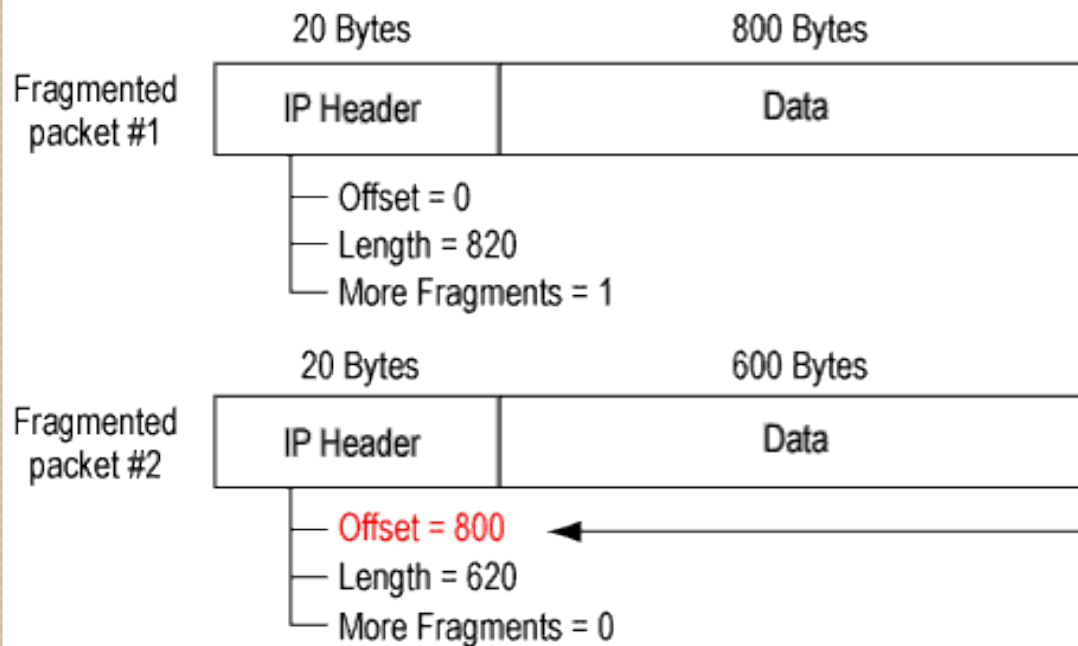 20 Bytes 800 Bytes
Fragmented
packet #1
IP Header Data
Offset = 0
Length = 820
More Fragments = 1
20 Bytes 600 Bytes
Fragmented
packet #2
IP Header Data
Offset = 800
Length = 620
More Fragments = 0